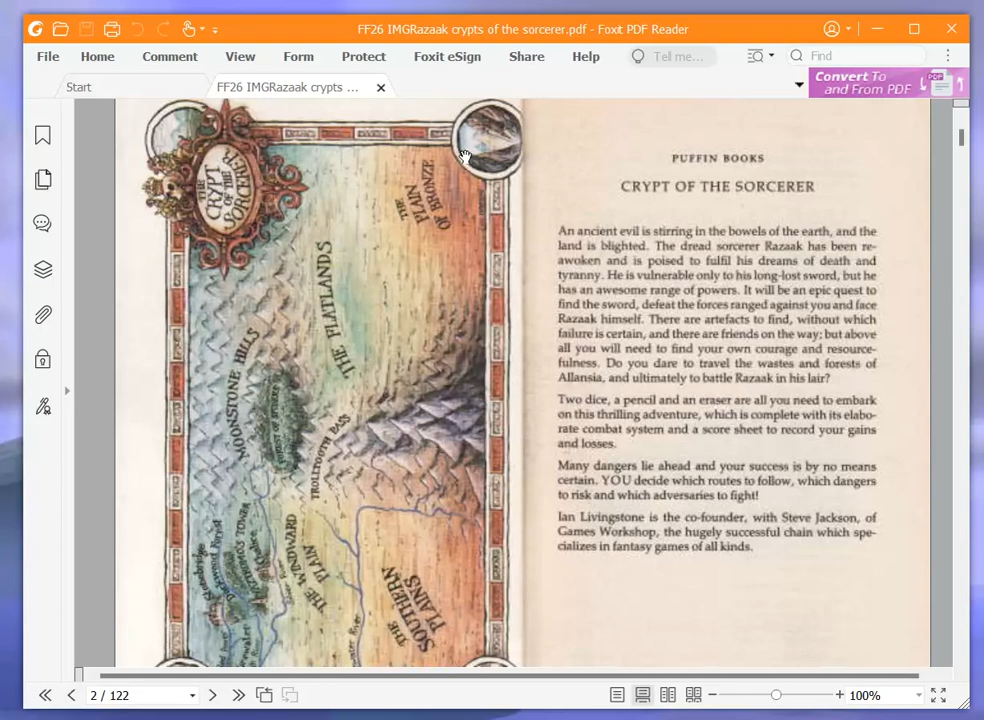 FF26 IMGRazaak crypts of the sorcerer.pdf - Foxit PDF Reader
File Home Comment View Form Protect Foxit eSign Share Help Tell me... Find
Start FF26 IMGRazaak crypts ... Convert To
and From PDF
THE
CRYPT
OF THE
SORCERER
THE
PLAIN
OF BRONZE
THE FLATLANDS
MOONSTONE HILLS
TROLLTOOTH PASS
Stonebridge
Darkwood Forest
THE WINDWARD
PLAIN
THE
SOUTHERN
PLAINS
River
PUFFIN BOOKS
CRYPT OF THE SORCERER
An ancient evil is stirring in the bowels of the earth, and the
land is blighted. The dread sorcerer Razaak has been re-
awoken and is poised to fulfil his dreams of death and
tyranny. He is vulnerable only to his long-lost sword, but he
has an awesome range of powers. It will be an epic quest to
find the sword, defeat the forces ranged against you and face
Razaak himself. There are artefacts to find, without which
failure is certain, and there are friends on the way; but above
all you will need to find your own courage and resource-
fulness. Do you dare to travel the wastes and forests of
Allansia, and ultimately to battle Razaak in his lair?
Two dice, a pencil and an eraser are all you need to embark
on this thrilling adventure, which is complete with its elabo-
rate combat system and a score sheet to record your gains
and losses.
Many dangers lie ahead and your success is by no means
certain. YOU decide which routes to follow, which dangers
to risk and which adversaries to fight!
Ian Livingstone is the co-founder, with Steve Jackson, of
Games Workshop, the hugely successful chain which spe-
cializes in fantasy games of all kinds.
2 / 122 100%